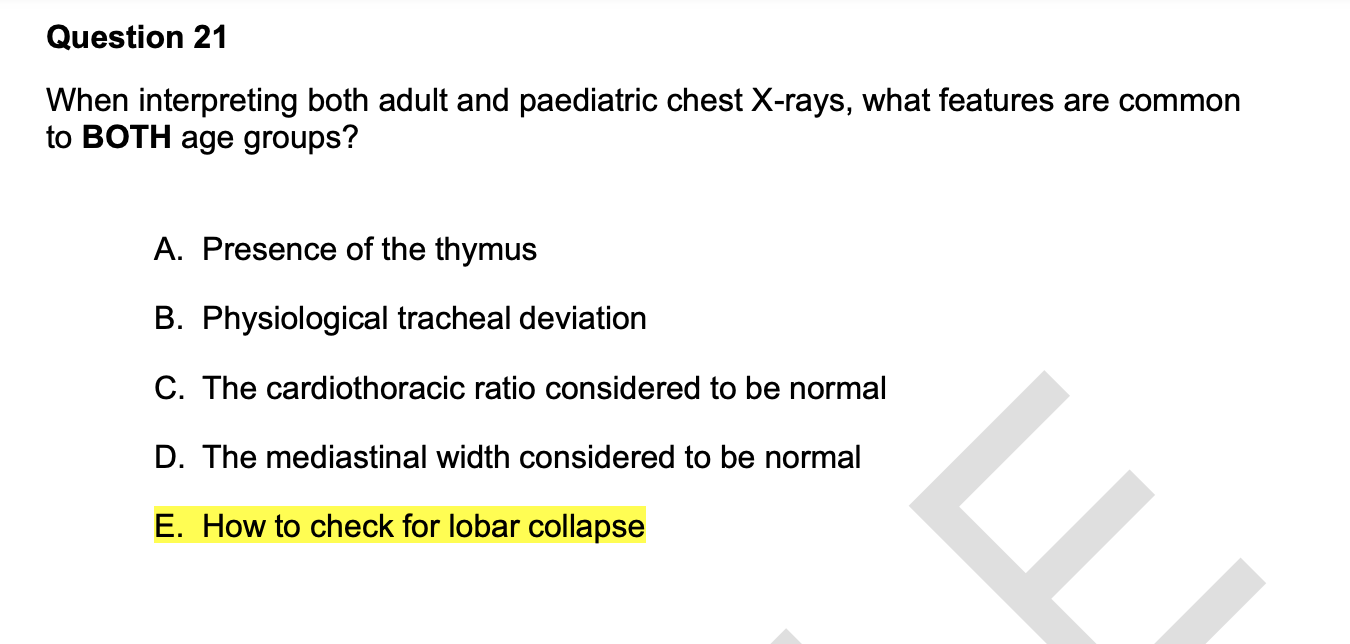 Question 21
When interpreting both adult and paediatric chest X-rays, what features are common
to BOTH age groups?
A. Presence of the thymus
B. Physiological tracheal deviation
C. The cardiothoracic ratio considered to be normal
D. The mediastinal width considered to be normal
E. How to check for lobar collapse
E